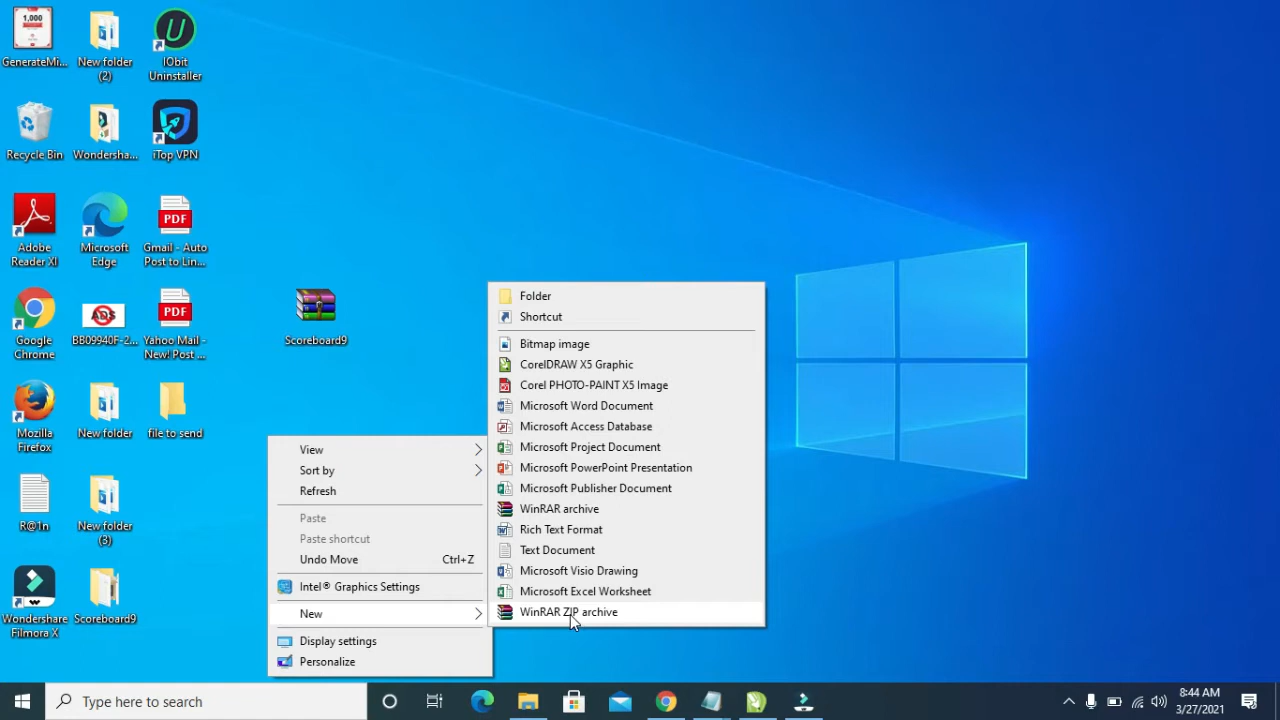 1,000
GenerateMi...
New folder
(2)
IObit
Uninstaller
Recycle Bin
Wondersha...
iTop VPN
Adobe
Reader XI
Microsoft
Edge
PDF
Gmail - Auto
Post to Lin...
Google
Chrome
ADS
BB09940F-2...
PDF
Yahoo Mail -
New! Post ...
Scoreboard9
Mozilla
Firefox
New folder
file to send
R@1n
New folder
(3)
Wondershare
Filmora X
Scoreboard9
View
Sort by
Refresh
Paste
Paste shortcut
Undo Move Ctrl+Z
Intel® Graphics Settings
New
Display settings
Personalize
Folder
Shortcut
Bitmap image
CorelDRAW X5 Graphic
Corel PHOTO-PAINT X5 Image
Microsoft Word Document
Microsoft Access Database
Microsoft Project Document
Microsoft PowerPoint Presentation
Microsoft Publisher Document
WinRAR archive
Rich Text Format
Text Document
Microsoft Visio Drawing
Microsoft Excel Worksheet
WinRAR ZIP archive
Type here to search
8:44 AM
3/27/2021